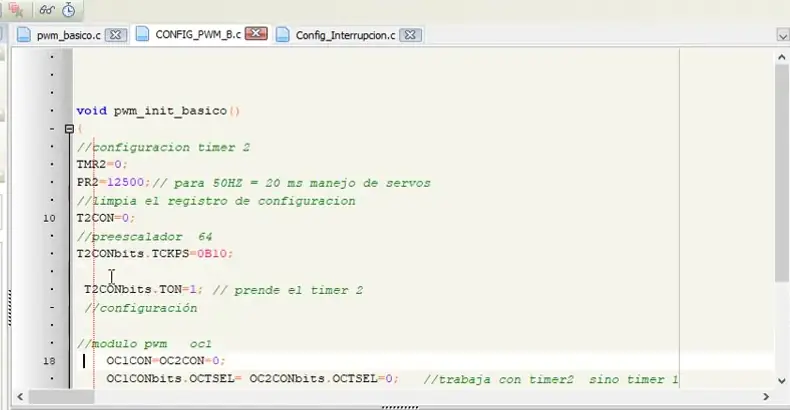 pwm_basico.c CONFIG_PWM_B.c Config_Interrupcion.c
void pwm_init_basico()
{
//configuracion timer 2
TMR2=0;
PR2=12500;// para 50HZ = 20 ms manejo de servos
//limpia el registro de configuracion
10 T2CON=0;
//preescalador 64
T2CONbits.TCKPS=0B10;
T2CONbits.TON=1; // prende el timer 2
//configuración
//modulo pwm oc1
18 OC1CON=OC2CON=0;
OC1CONbits.OCTSEL= OC2CONbits.OCTSEL=0; //trabaja con timer2 sino timer 1